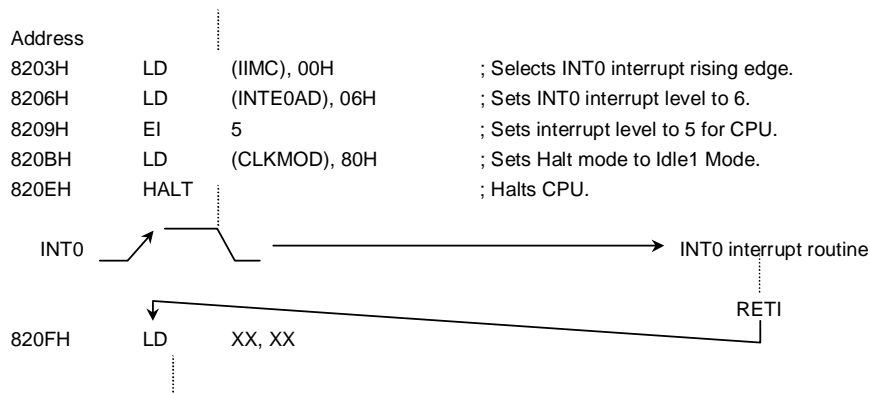 Address
8203H LD (IIMC), 00H ; Selects INT0 interrupt rising edge.
8206H LD (INTE0AD), 06H ; Sets INT0 interrupt level to 6.
8209H EI 5 ; Sets interrupt level to 5 for CPU.
820BH LD (CLKMOD), 80H ; Sets Halt mode to Idle1 Mode.
820EH HALT ; Halts CPU.
INT0 INT0 interrupt routine
RETI
820FH LD XX, XX